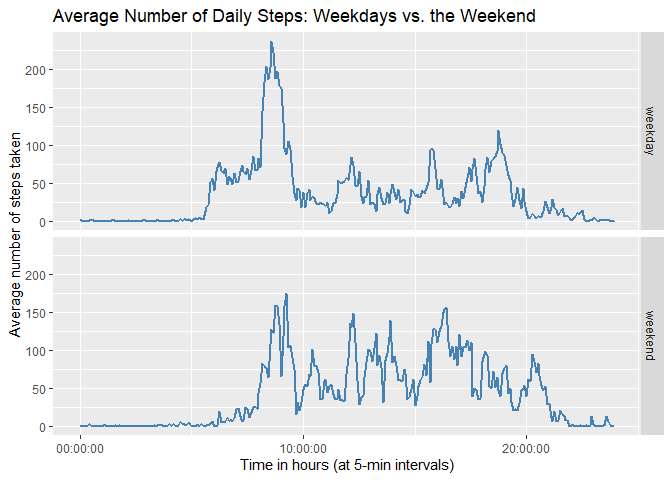 Average Number of Daily Steps: Weekdays vs. the Weekend
Average number of steps taken
200
150
100
50
0
weekday
200
150
100
50
0
weekend
00:00:00 10:00:00 20:00:00
Time in hours (at 5-min intervals)